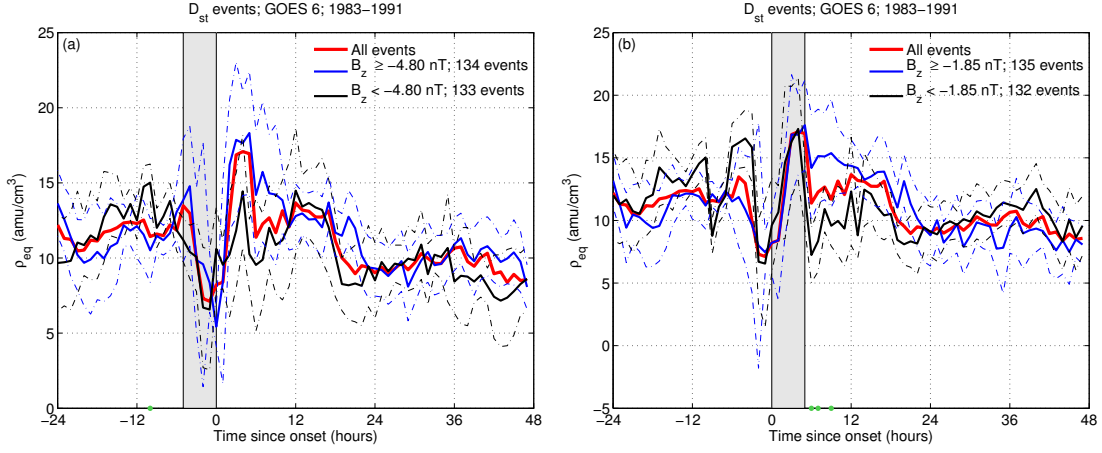 D_st events; GOES 6; 1983−1991
(a)
All events
B_z ≥ −4.80 nT; 134 events
B_z < −4.80 nT; 133 events
25
20
15
10
5
0
ρ_eq (amu/cm^3)
−24 −12 0 12 24 36 48
Time since onset (hours)
D_st events; GOES 6; 1983−1991
(b)
All events
B_z ≥ −1.85 nT; 135 events
B_z < −1.85 nT; 132 events
25
20
15
10
5
0
−5
ρ_eq (amu/cm^3)
−24 −12 0 12 24 36 48
Time since onset (hours)